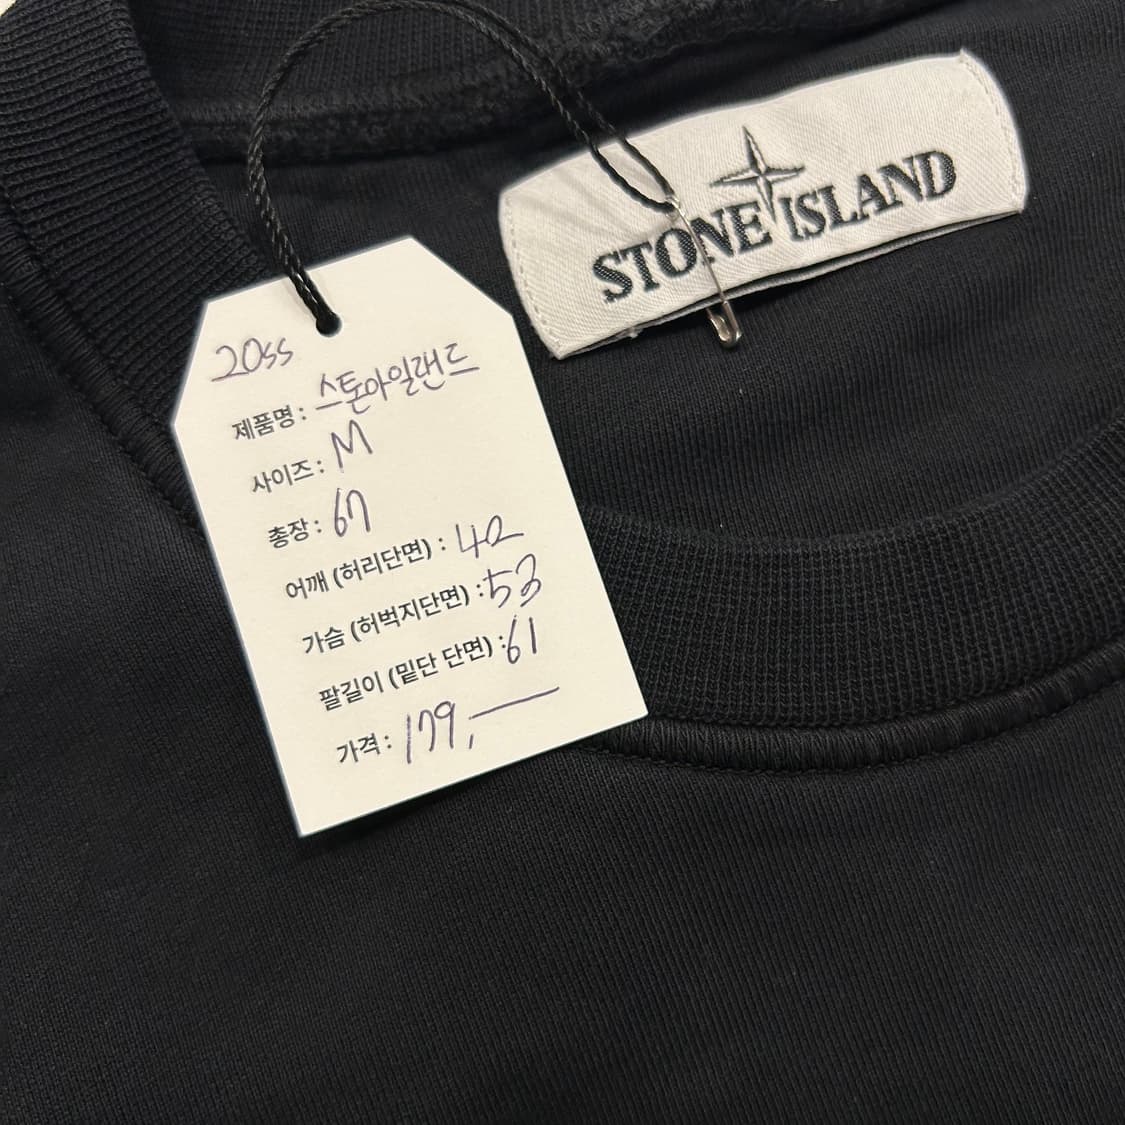 STONE ISLAND
20ss
제품명 : 스톤아일랜드
사이즈 : M
총장 : 67
어깨 (허리단면) : 42
가슴 (허벅지단면) : 53
팔길이 (밑단 단면) : 61
가격 : 179,—